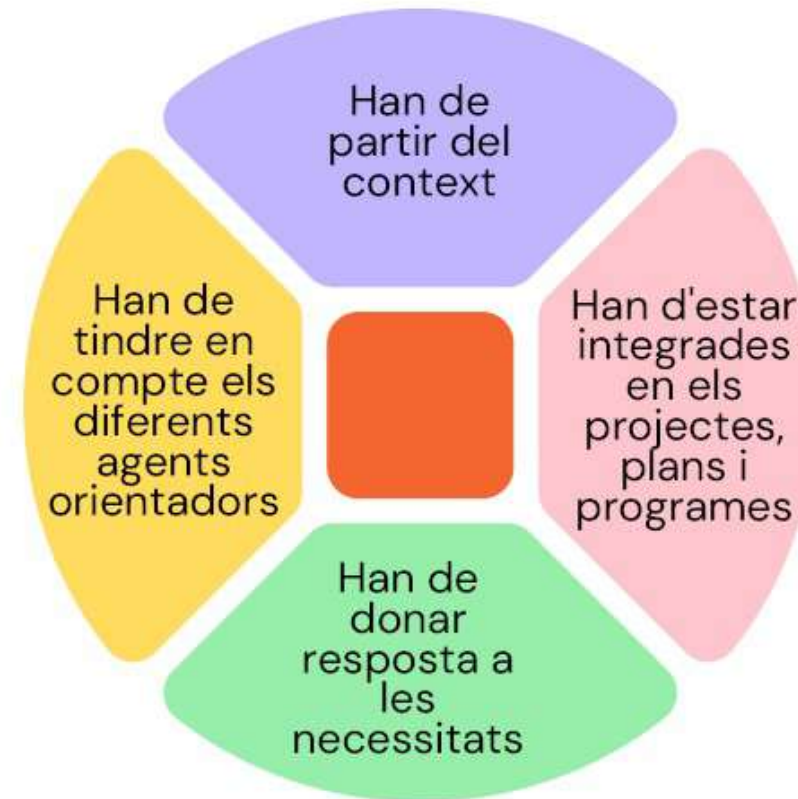 Han de
partir del
context
Han de
tindre en
compte els
diferents
agents
orientadors
Han d'estar
integrades
en els
projectes,
plans i
programes
Han de
donar
resposta a
les
necessitats